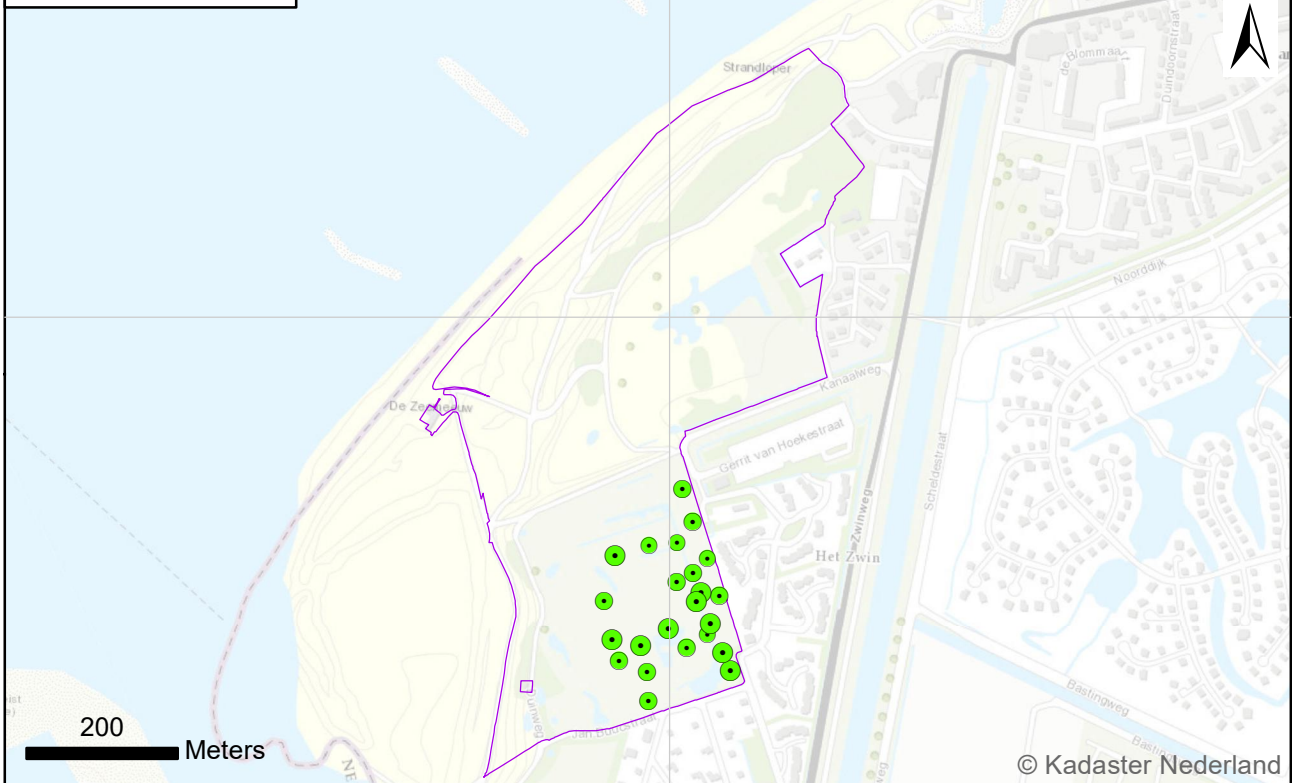 Strandloper
de Blommaart
Duindoornstraat
Noorddijk
De Zeemeeuw
Kanaalweg
Gerrit van Hoekestraat
Scheldestraat
Zwinweg
Het Zwin
Bastingweg
200
Meters
© Kadaster Nederland